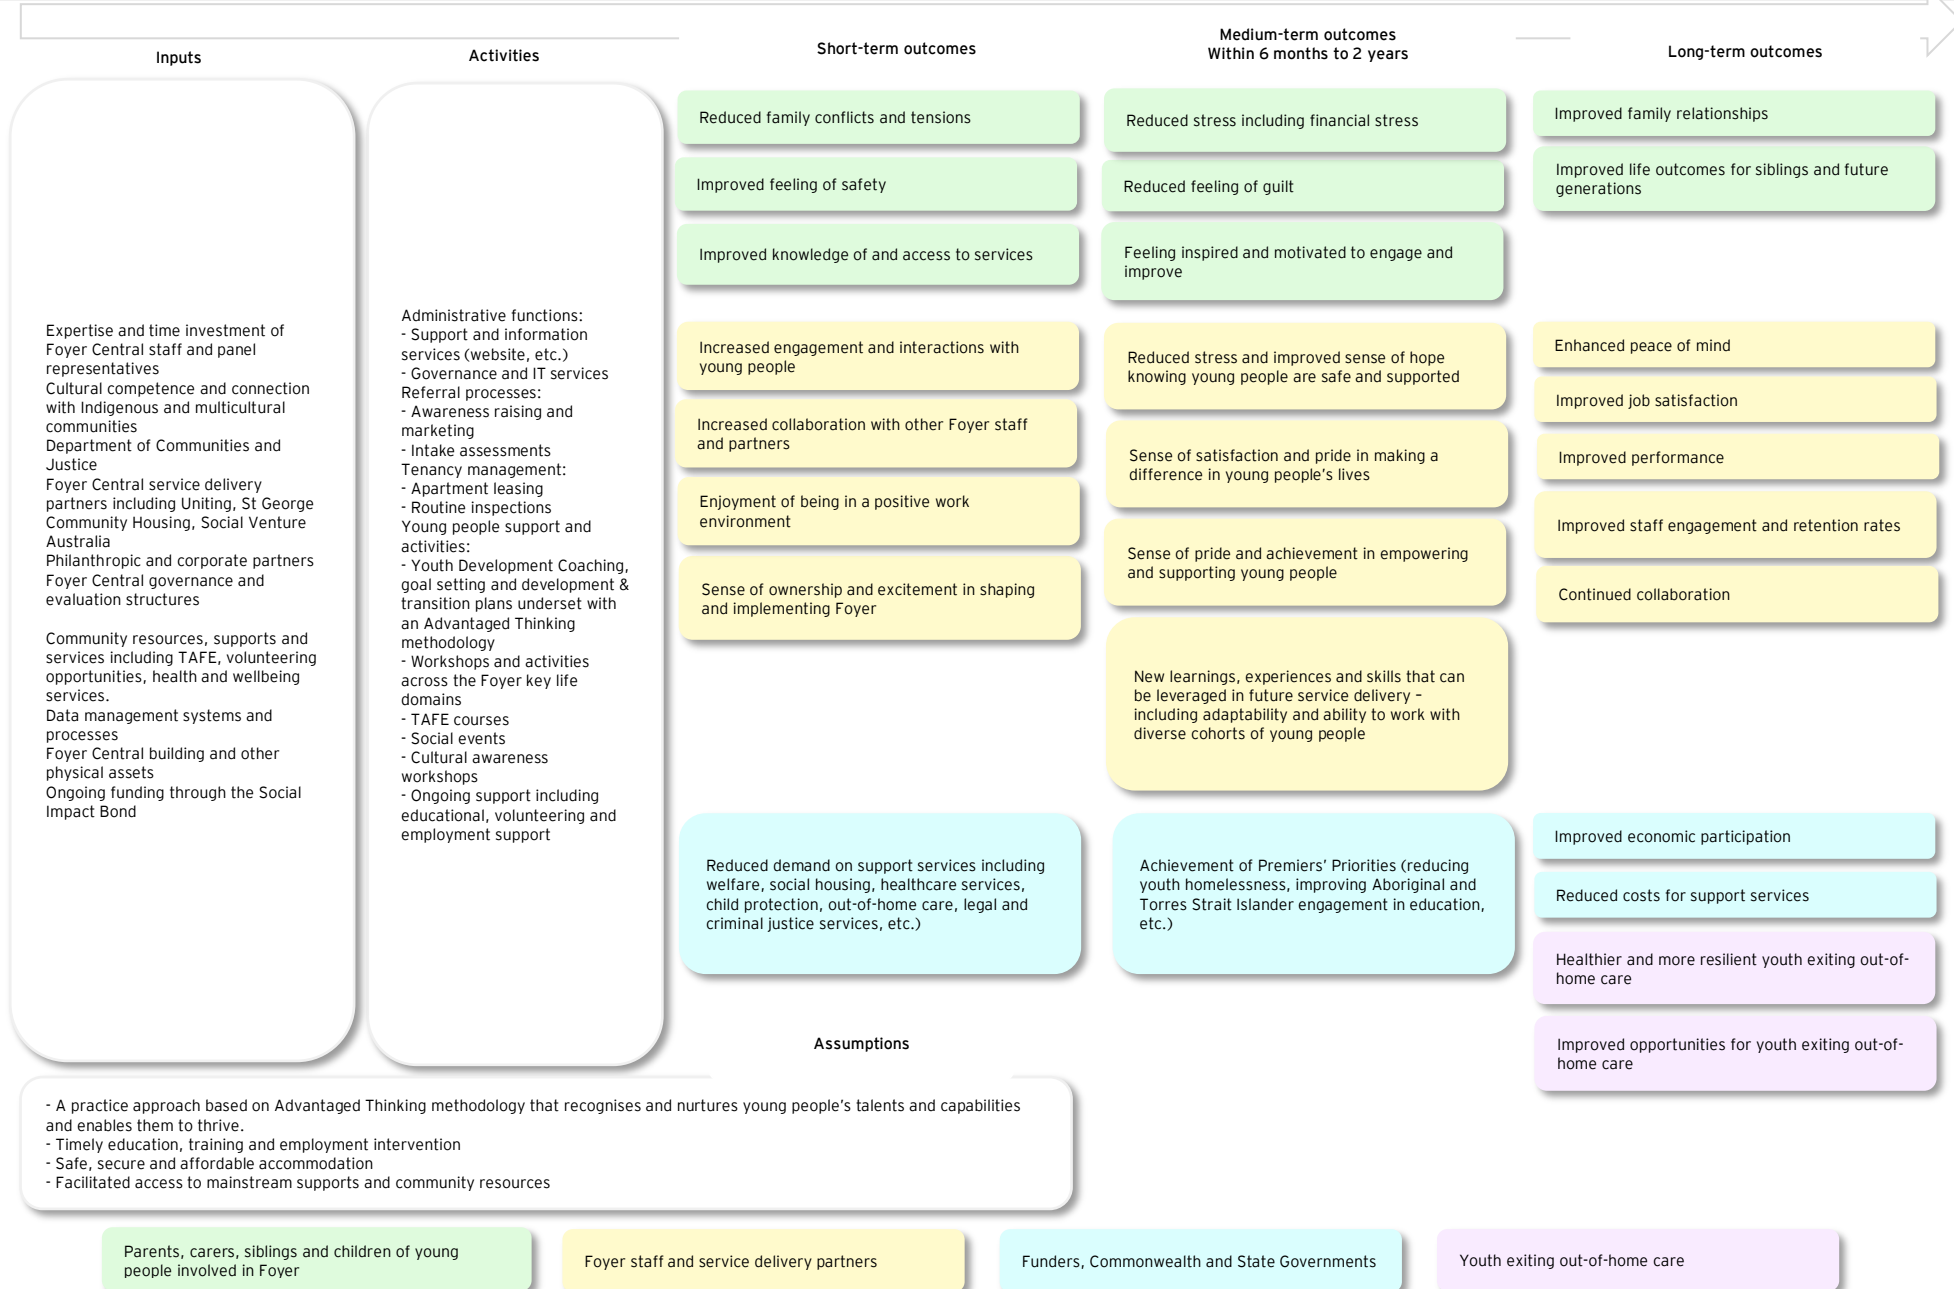 Inputs
Activities
Short-term outcomes
Medium-term outcomes
Within 6 months to 2 years
Long-term outcomes
Expertise and time investment of
Foyer Central staff and panel
representatives
Cultural competence and connection
with Indigenous and multicultural
communities
Department of Communities and
Justice
Foyer Central service delivery
partners including Uniting, St George
Community Housing, Social Venture
Australia
Philanthropic and corporate partners
Foyer Central governance and
evaluation structures
Community resources, supports and
services including TAFE, volunteering
opportunities, health and wellbeing
services.
Data management systems and
processes
Foyer Central building and other
physical assets
Ongoing funding through the Social
Impact Bond
Administrative functions:
- Support and information
services (website, etc.)
- Governance and IT services
Referral processes:
- Awareness raising and
marketing
- Intake assessments
Tenancy management:
- Apartment leasing
- Routine inspections
Young people support and
activities:
- Youth Development Coaching,
goal setting and development &
transition plans underset with
an Advantaged Thinking
methodology
- Workshops and activities
across the Foyer key life
domains
- TAFE courses
- Social events
- Cultural awareness
workshops
- Ongoing support including
educational, volunteering and
employment support
Reduced family conflicts and tensions
Improved feeling of safety
Improved knowledge of and access to services
Increased engagement and interactions with
young people
Increased collaboration with other Foyer staff
and partners
Enjoyment of being in a positive work
environment
Sense of ownership and excitement in shaping
and implementing Foyer
Reduced demand on support services including
welfare, social housing, healthcare services,
child protection, out-of-home care, legal and
criminal justice services, etc.)
Reduced stress including financial stress
Reduced feeling of guilt
Feeling inspired and motivated to engage and
improve
Reduced stress and improved sense of hope
knowing young people are safe and supported
Sense of satisfaction and pride in making a
difference in young people's lives
Sense of pride and achievement in empowering
and supporting young people
New learnings, experiences and skills that can
be leveraged in future service delivery –
including adaptability and ability to work with
diverse cohorts of young people
Achievement of Premiers' Priorities (reducing
youth homelessness, improving Aboriginal and
Torres Strait Islander engagement in education,
etc.)
Improved family relationships
Improved life outcomes for siblings and future
generations
Enhanced peace of mind
Improved job satisfaction
Improved performance
Improved staff engagement and retention rates
Continued collaboration
Improved economic participation
Reduced costs for support services
Healthier and more resilient youth exiting out-of-
home care
Improved opportunities for youth exiting out-of-
home care
Assumptions
- A practice approach based on Advantaged Thinking methodology that recognises and nurtures young people's talents and capabilities
and enables them to thrive.
- Timely education, training and employment intervention
- Safe, secure and affordable accommodation
- Facilitated access to mainstream supports and community resources
Parents, carers, siblings and children of young
people involved in Foyer
Foyer staff and service delivery partners
Funders, Commonwealth and State Governments
Youth exiting out-of-home care